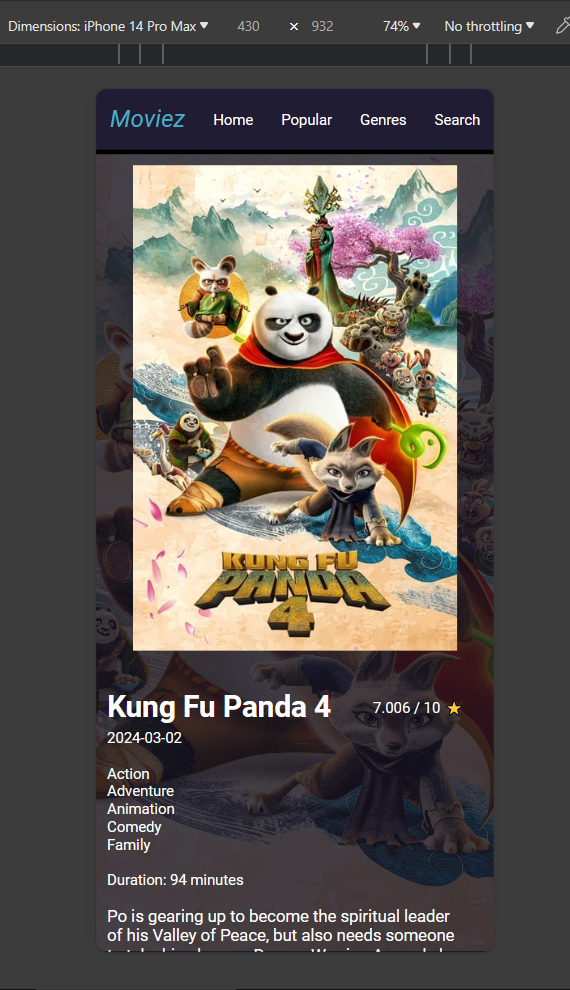 Dimensions: iPhone 14 Pro Max 430 × 932 74% No throttling
Moviez Home Popular Genres Search
KUNG FU
PANDA
4
Kung Fu Panda 4 7.006 / 10
2024-03-02
Action
Adventure
Animation
Comedy
Family
Duration: 94 minutes
Po is gearing up to become the spiritual leader
of his Valley of Peace, but also needs someone